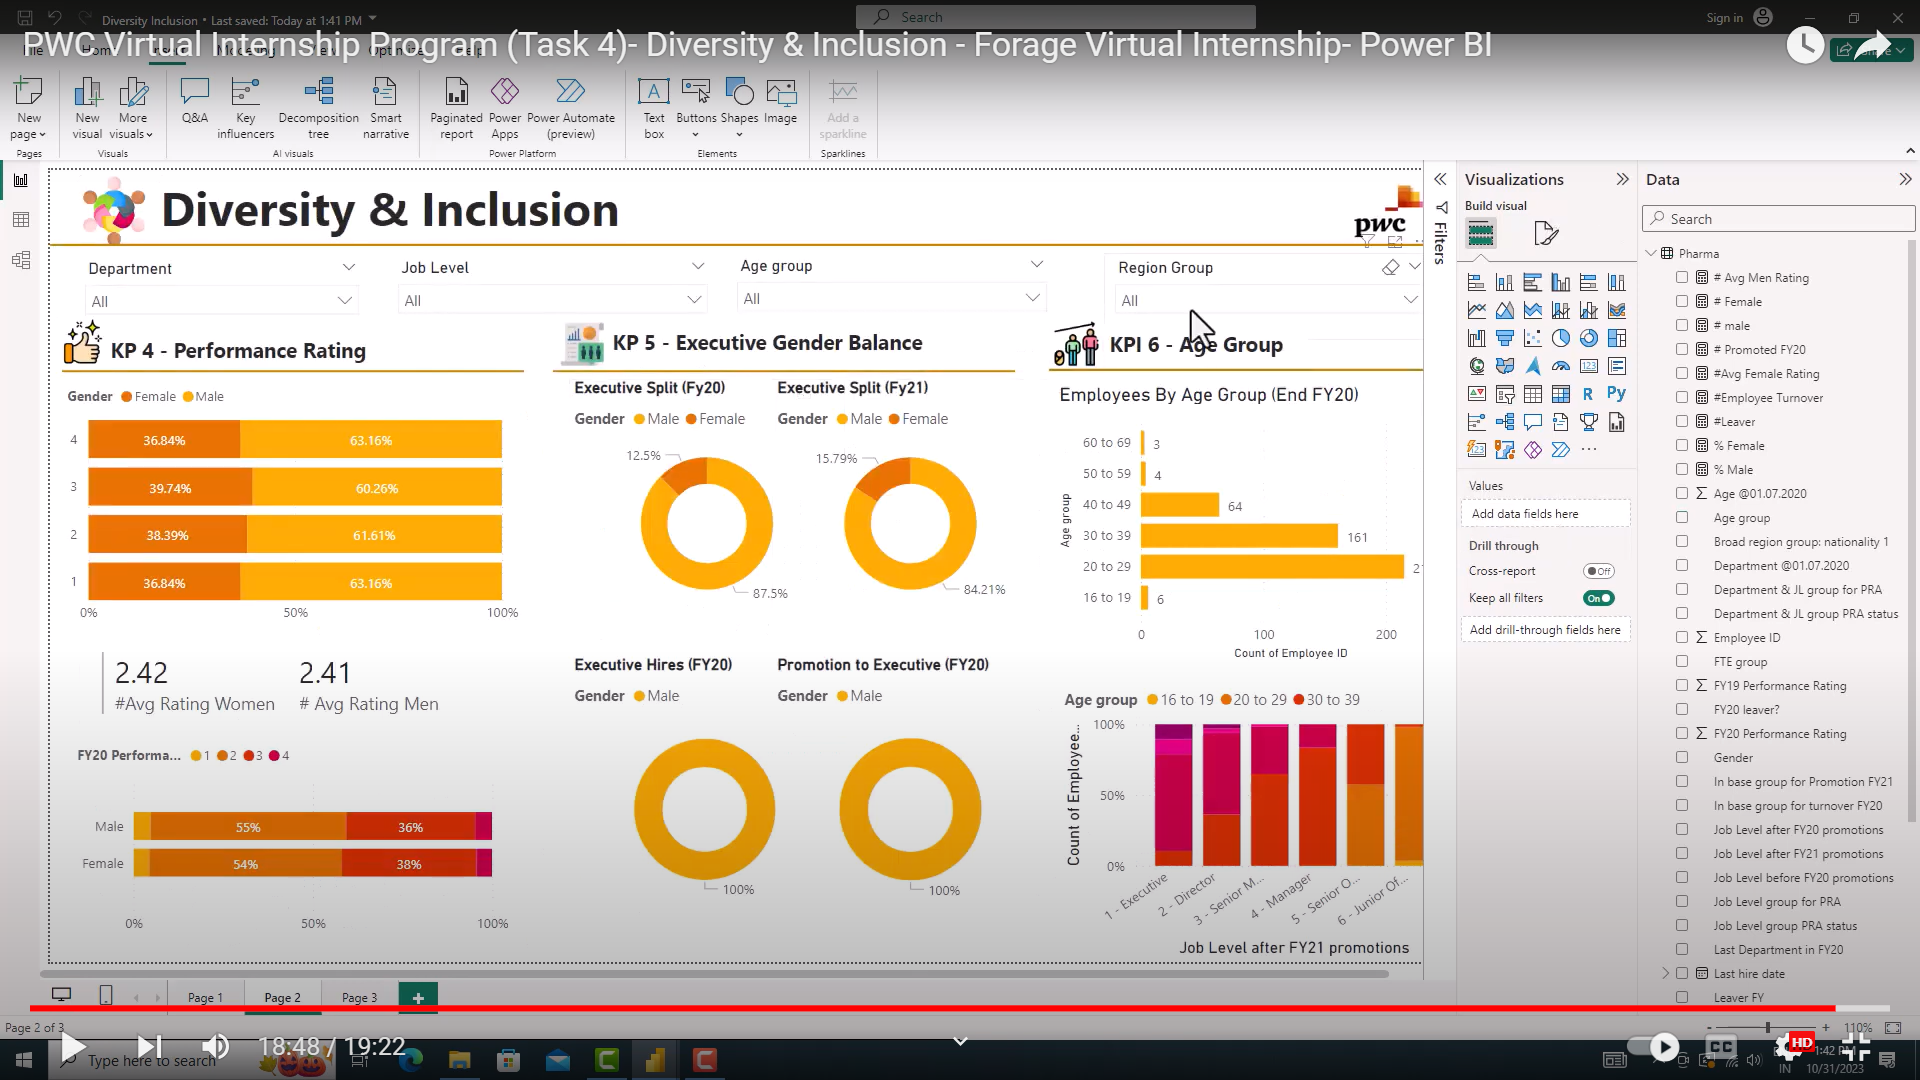 Diversity Inclusion • Last saved: Today at 1:41 PM
Search
Sign in
PWC Virtual Internship Program (Task 4)- Diversity & Inclusion - Forage Virtual Internship- Power BI
New page
New visual
More visuals
Q&A
Key influencers
Decomposition tree
Smart narrative
Paginated report
Power Apps
Power Automate (preview)
Text box
Buttons
Shapes
Image
Add a sparkline
Pages
Visuals
AI visuals
Power Platform
Elements
Sparklines
Diversity & Inclusion
pwc
Department
All
Job Level
All
Age group
All
Region Group
All
KP 4 - Performance Rating
Gender Female Male
4 36.84% 63.16%
3 39.74% 60.26%
2 38.39% 61.61%
1 36.84% 63.16%
0% 50% 100%
2.42
#Avg Rating Women
2.41
# Avg Rating Men
FY20 Performa... 1 2 3 4
Male 55% 36%
Female 54% 38%
0% 50% 100%
KP 5 - Executive Gender Balance
Executive Split (Fy20)
Gender Male Female
12.5%
87.5%
Executive Split (Fy21)
Gender Male Female
15.79%
84.21%
Executive Hires (FY20)
Gender Male
100%
Promotion to Executive (FY20)
Gender Male
100%
KPI 6 - Age Group
Employees By Age Group (End FY20)
Age group
60 to 69 3
50 to 59 4
40 to 49 64
30 to 39 161
20 to 29
16 to 19 6
0 100 200
Count of Employee ID
Age group 16 to 19 20 to 29 30 to 39
Count of Employee...
100%
50%
0%
1 - Executive
2 - Director
3 - Senior M...
4 - Manager
5 - Senior O...
6 - Junior Of...
Job Level after FY21 promotions
Filters
Visualizations
Build visual
R
Py
123
Values
Add data fields here
Drill through
Cross-report
Off
Keep all filters
On
Add drill-through fields here
Data
Search
Pharma
# Avg Men Rating
# Female
# male
# Promoted FY20
#Avg Female Rating
#Employee Turnover
#Leaver
% Female
% Male
Age @01.07.2020
Age group
Broad region group: nationality 1
Department @01.07.2020
Department & JL group for PRA
Department & JL group PRA status
Employee ID
FTE group
FY19 Performance Rating
FY20 leaver?
FY20 Performance Rating
Gender
In base group for Promotion FY21
In base group for turnover FY20
Job Level after FY20 promotions
Job Level after FY21 promotions
Job Level before FY20 promotions
Job Level group for PRA
Job Level group PRA status
Last Department in FY20
Last hire date
Leaver FY
Page 1
Page 2
Page 3
Page 2 of 3
110%
18:48 / 19:22
CC
HD
Type here to search
1:42 PM
IN
10/31/2023